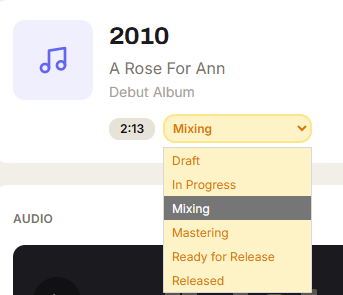 2010
A Rose For Ann
Debut Album
2:13
Mixing
Draft
In Progress
Mixing
Mastering
Ready for Release
Released
AUDIO